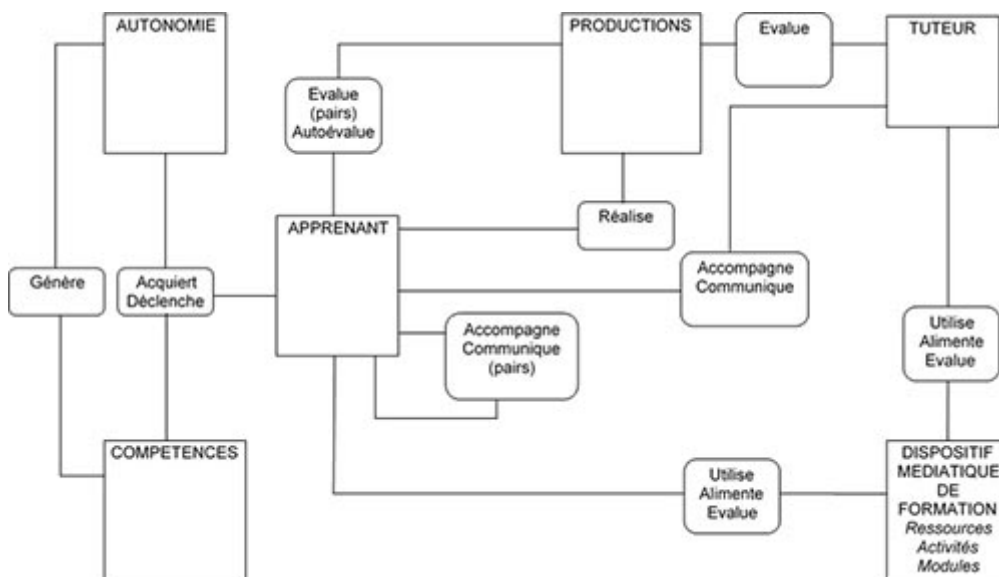 AUTONOMIE
PRODUCTIONS
Evalue
TUTEUR
Évalue
(pairs)
Autoévalue
Réalise
APPRENANT
Génère
Acquiert
Déclenche
Accompagne
Communique
Accompagne
Communique
(pairs)
Utilise
Alimente
Evalue
COMPETENCES
Utilise
Alimente
Evalue
DISPOSITIF
MEDIATIQUE
DE
FORMATION
Ressources
Activités
Modules